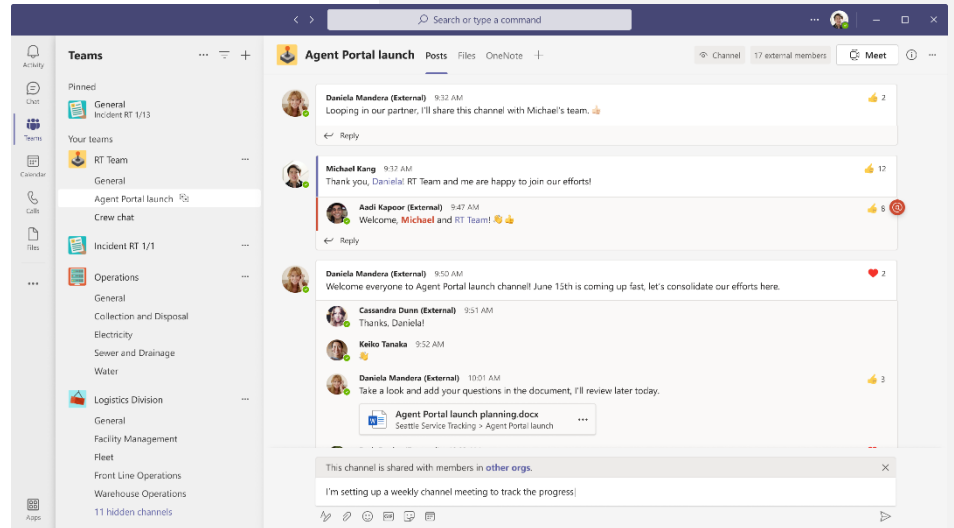 Search or type a command
Activity
Chat
Teams
Calendar
Calls
Files
Apps
Teams
Pinned
General
Incident RT 1/13
Your teams
RT Team
General
Agent Portal launch
Crew chat
Incident RT 1/1
Operations
General
Collection and Disposal
Electricity
Sewer and Drainage
Water
Logistics Division
General
Facility Management
Fleet
Front Line Operations
Warehouse Operations
11 hidden channels
Agent Portal launch Posts Files OneNote
Channel 17 external members Meet
Daniela Mandera (External) 9:32 AM
Looping in our partner, I'll share this channel with Michael's team.
2
Reply
Michael Kang 9:32 AM
Thank you, Daniela! RT Team and me are happy to join our efforts!
12
Aadi Kapoor (External) 9:47 AM
Welcome, Michael and RT Team!
8
Reply
Daniela Mandera (External) 9:50 AM
Welcome everyone to Agent Portal launch channel! June 15th is coming up fast, let's consolidate our efforts here.
2
Cassandra Dunn (External) 9:51 AM
Thanks, Daniela!
Keiko Tanaka 9:52 AM
Daniela Mandera (External) 10:01 AM
Take a look and add your questions in the document, I'll review later today.
3
Agent Portal launch planning.docx
Seattle Service Tracking > Agent Portal launch
This channel is shared with members in other orgs.
I'm setting up a weekly channel meeting to track the progress
GIF